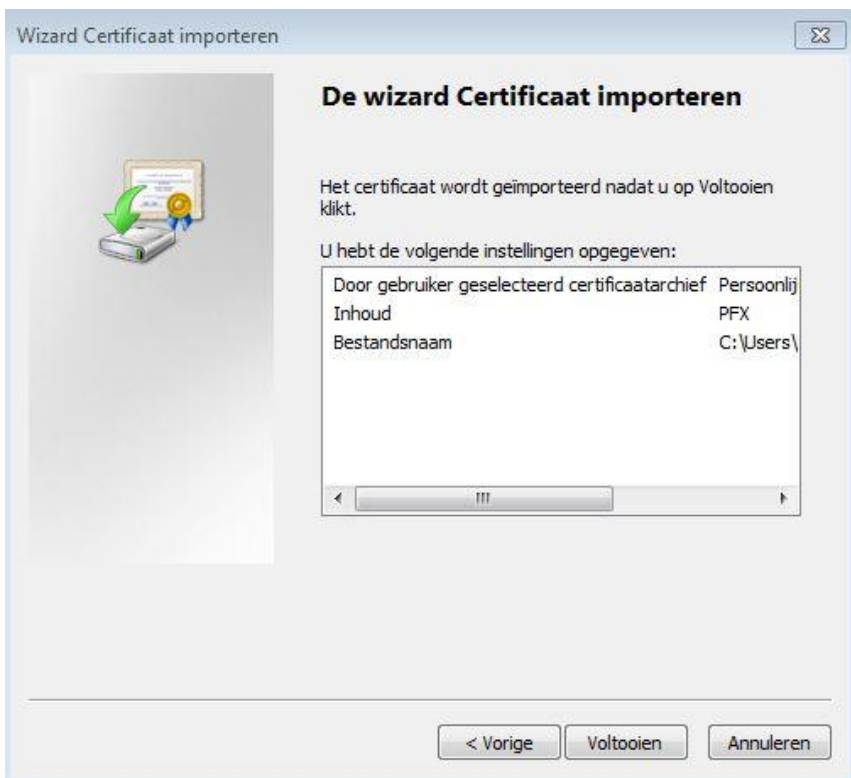 Wizard Certificaat importeren
De wizard Certificaat importeren
Het certificaat wordt geïmporteerd nadat u op Voltooien
klikt.
U hebt de volgende instellingen opgegeven:
Door gebruiker geselecteerd certificaatarchief Persoonlij
Inhoud PFX
Bestandsnaam C:\Users\
< Vorige Voltooien Annuleren